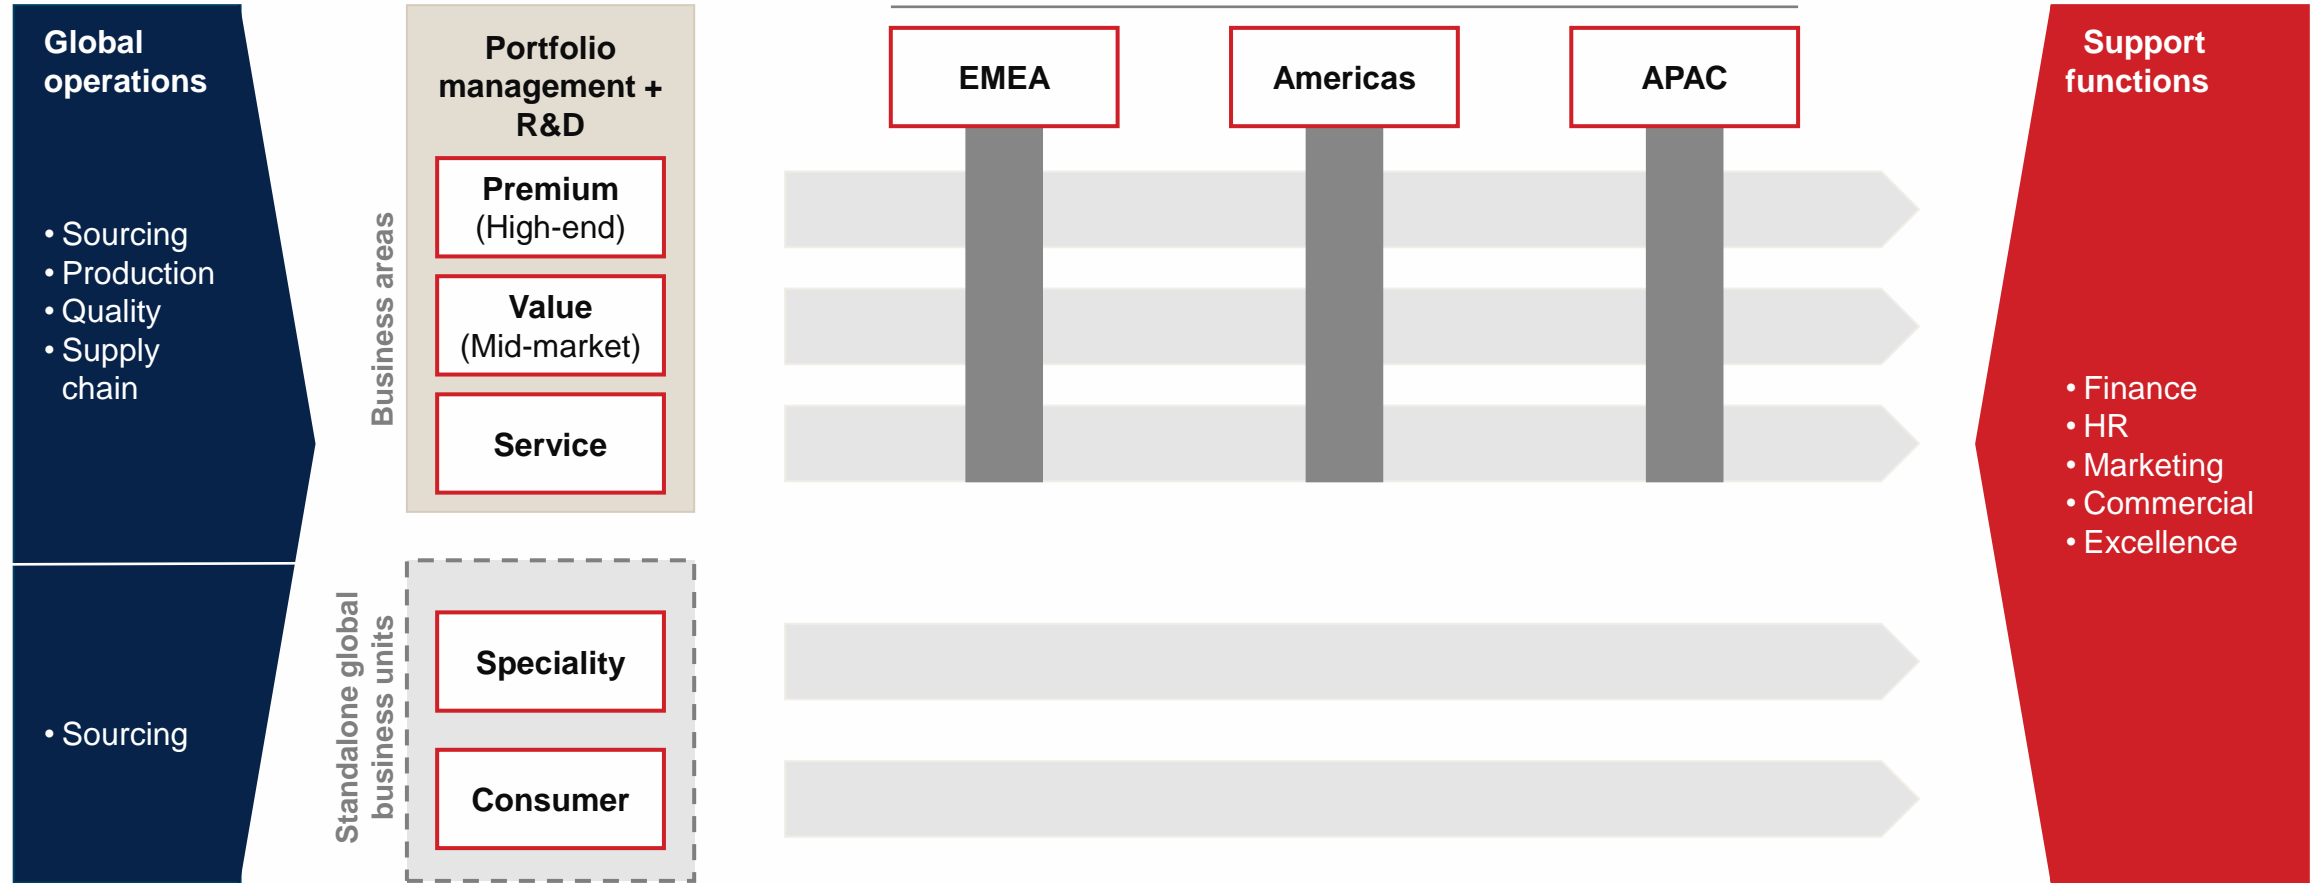 Global
operations
• Sourcing
• Production
• Quality
• Supply
chain
• Sourcing
Business areas
Portfolio
management +
R&D
Premium
(High-end)
Value
(Mid-market)
Service
Standalone global
business units
Speciality
Consumer
EMEA
Americas
APAC
Support
functions
• Finance
• HR
• Marketing
• Commercial
• Excellence